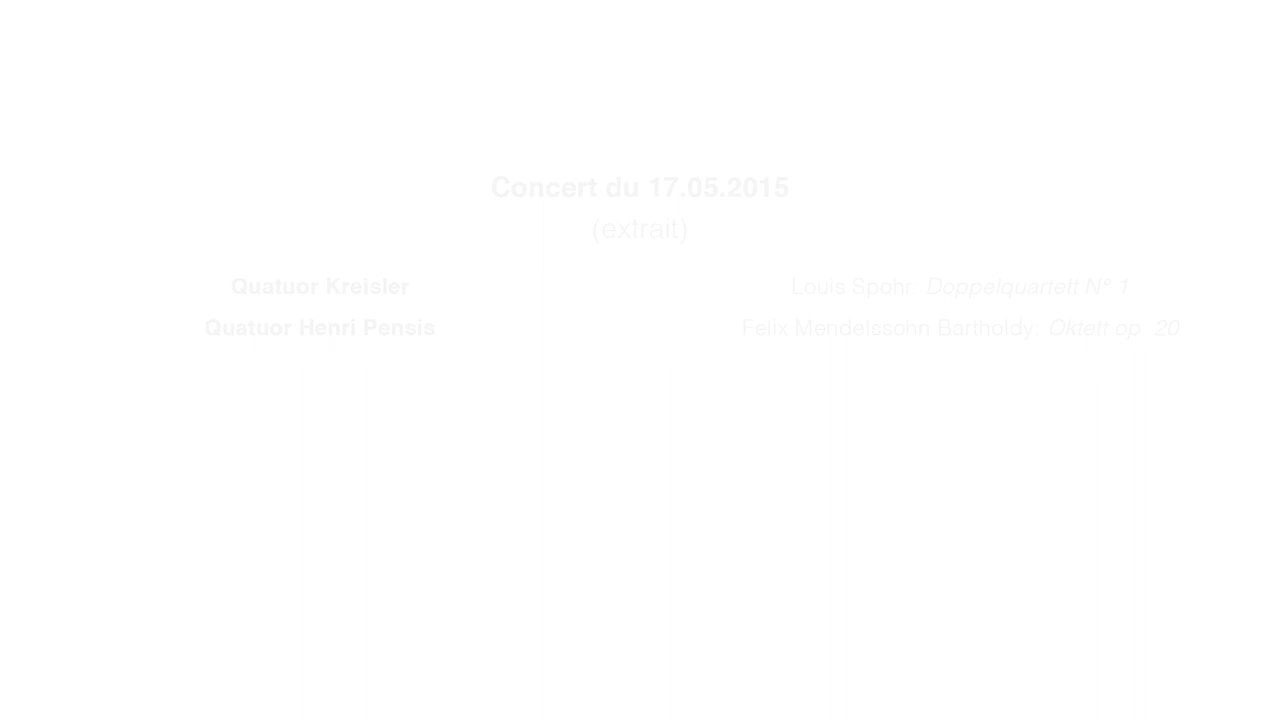 Concert du 17.05.2015
(extrait)
Quatuor Kreisler
Quatuor Henri Pensis
Louis Spohr: Doppelquartett N° 1
Felix Mendelssohn Bartholdy: Oktett op. 20